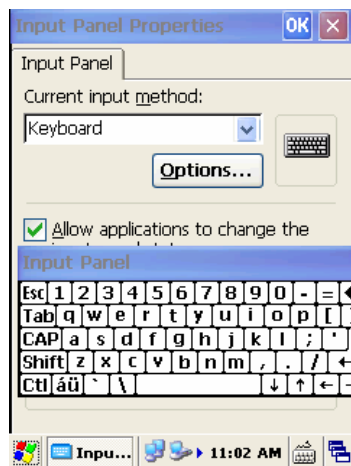 Input Panel Properties OK ×
Input Panel
Current input method:
Keyboard
Options...
Allow applications to change the
Input Panel
Esc 1 2 3 4 5 6 7 8 9 0 - =
Tab q w e r t y u i o p [ ]
CAP a s d f g h j k l ; '
Shift z x c v b n m , . / ←
Ctl áü ` \ ↓ ↑ ←
Inpu... 11:02 AM